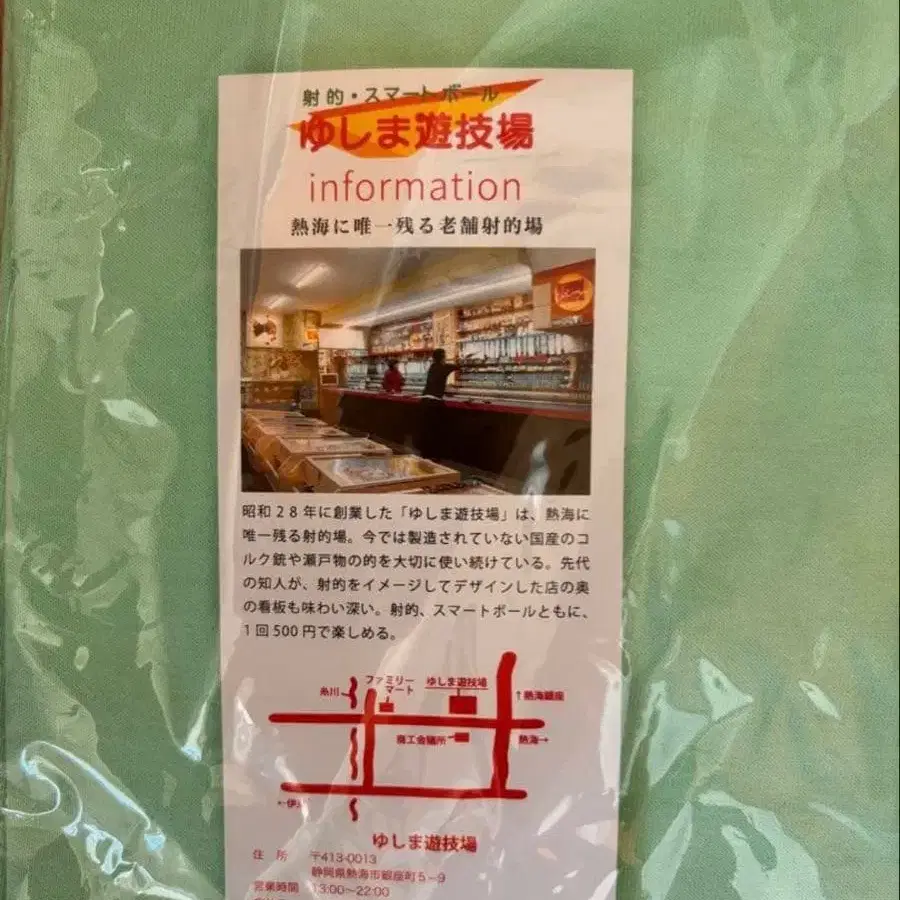 射的・スマートボール
ゆしま遊技場
information
熱海に唯一残る老舗射的場
昭和28年に創業した「ゆしま遊技場」は、熱海に
唯一残る射的場。今では製造されていない国産のコ
ルク銃や瀬戸物の的を大切に使い続けている。先代
の知人が、射的をイメージしてデザインした店の奥
の看板も味わい深い。射的、スマートボールともに、
1回500円で楽しめる。
糸川
ファミリー
マート
ゆしま遊技場
↑熱海銀座
商工会議所
熱海→
ゆしま遊技場
住 所 〒413-0013
静岡県熱海市銀座町5-9
営業時間 13:00~22:00